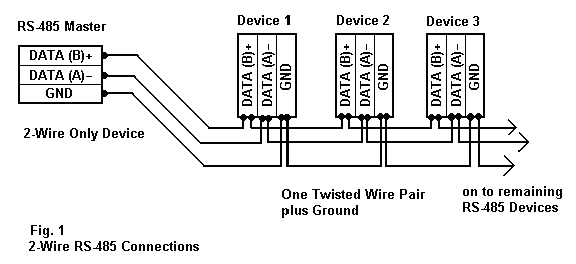 RS-485 Master
DATA (B)+
DATA (A)–
GND
2-Wire Only Device
Device 1
DATA (B)+
DATA (A)–
GND
Device 2
DATA (B)+
DATA (A)–
GND
Device 3
DATA (B)+
DATA (A)–
GND
One Twisted Wire Pair
plus Ground
on to remaining
RS-485 Devices
Fig. 1
2-Wire RS-485 Connections